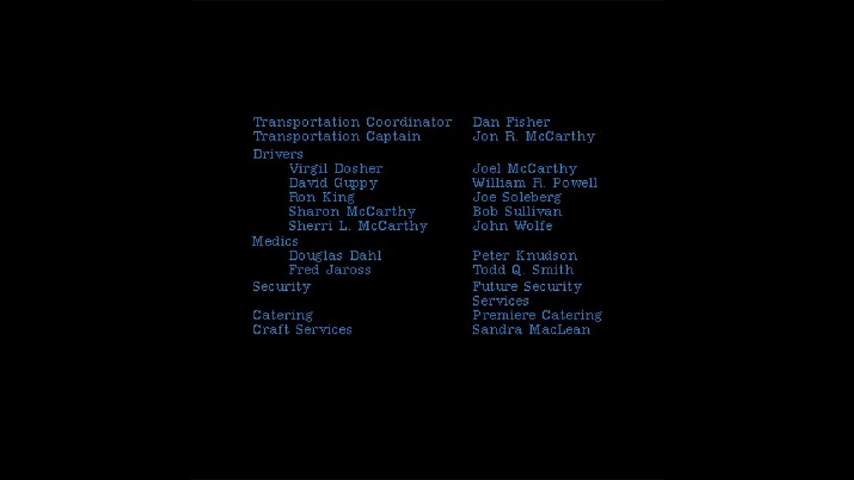 Transportation Coordinator Dan Fisher
Transportation Captain Jon R. McCarthy
Drivers
Virgil Dosher Joel McCarthy
David Guppy William R. Powell
Ron King Joe Soleberg
Sharon McCarthy Bob Sullivan
Sherri L. McCarthy John Wolfe
Medics
Douglas Dahl Peter Knudson
Fred Jaross Todd Q. Smith
Security Future Security
Services
Catering Premiere Catering
Craft Services Sandra MacLean